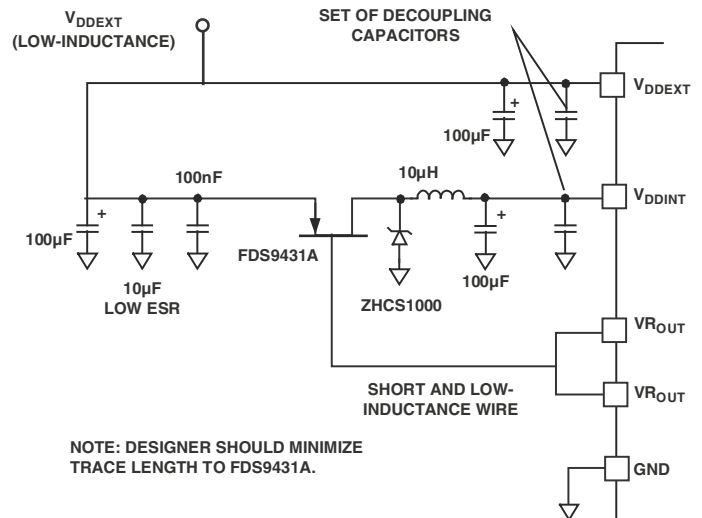 VDDEXT
(LOW-INDUCTANCE)
SET OF DECOUPLING
CAPACITORS
VDDEXT
+
100µF
100nF
10µH
VDDINT
+
100µF
+
100µF
10µF
LOW ESR
FDS9431A
ZHCS1000
VROUT
SHORT AND LOW-
INDUCTANCE WIRE
VROUT
NOTE: DESIGNER SHOULD MINIMIZE
TRACE LENGTH TO FDS9431A.
GND